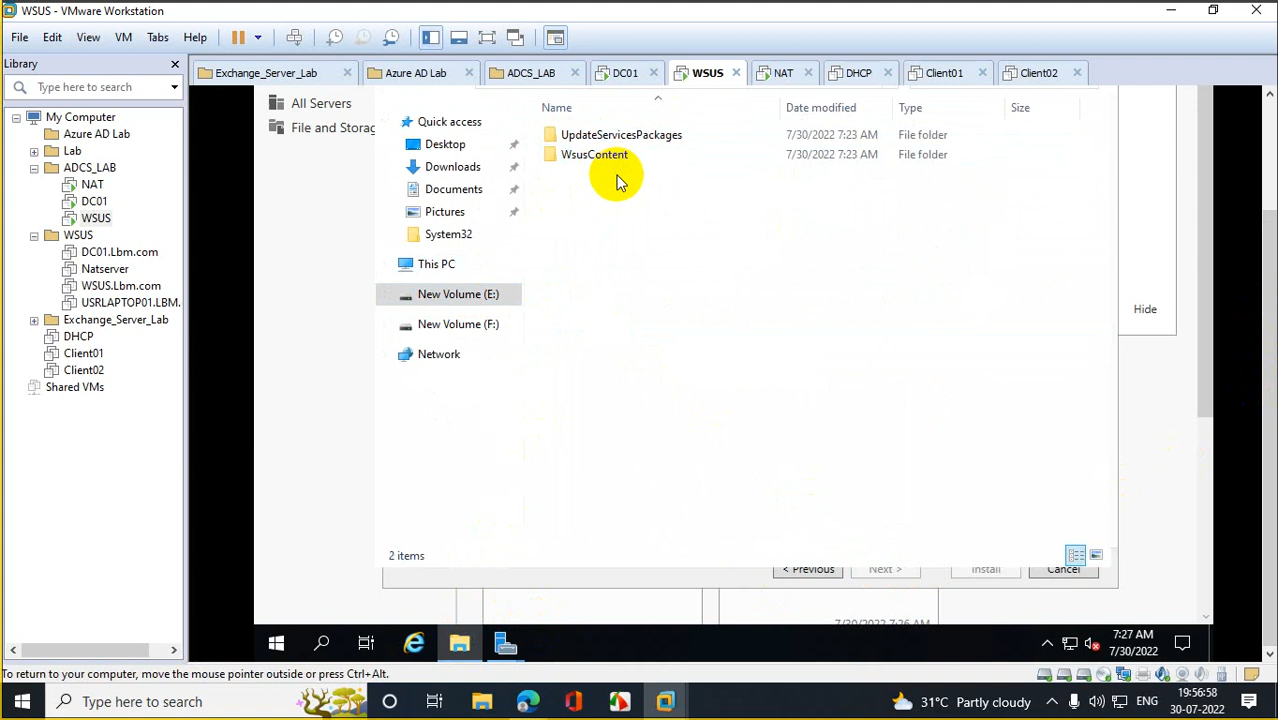 WSUS - VMware Workstation
File Edit View VM Tabs Help
Library
Type here to search
My Computer
Azure AD Lab
Lab
ADCS_LAB
NAT
DC01
WSUS
WSUS
DC01.Lbm.com
Natserver
WSUS.Lbm.com
USRLAPTOP01.LBM.
Exchange_Server_Lab
DHCP
Client01
Client02
Shared VMs
Exchange_Server_Lab Azure AD Lab ADCS_LAB DC01 WSUS NAT DHCP Client01 Client02
All Servers
File and Storag
Quick access
Desktop
Downloads
Documents
Pictures
System32
This PC
New Volume (E:)
New Volume (F:)
Network
Name Date modified Type Size
UpdateServicesPackages 7/30/2022 7:23 AM File folder
WsusContent 7/30/2022 7:23 AM File folder
Hide
2 items
< Previous Next > Install Cancel
7/30/2022 7:26 AM
7:27 AM
7/30/2022
To return to your computer, move the mouse pointer outside or press Ctrl+Alt.
Type here to search
31°C Partly cloudy
ENG
19:56:58
30-07-2022